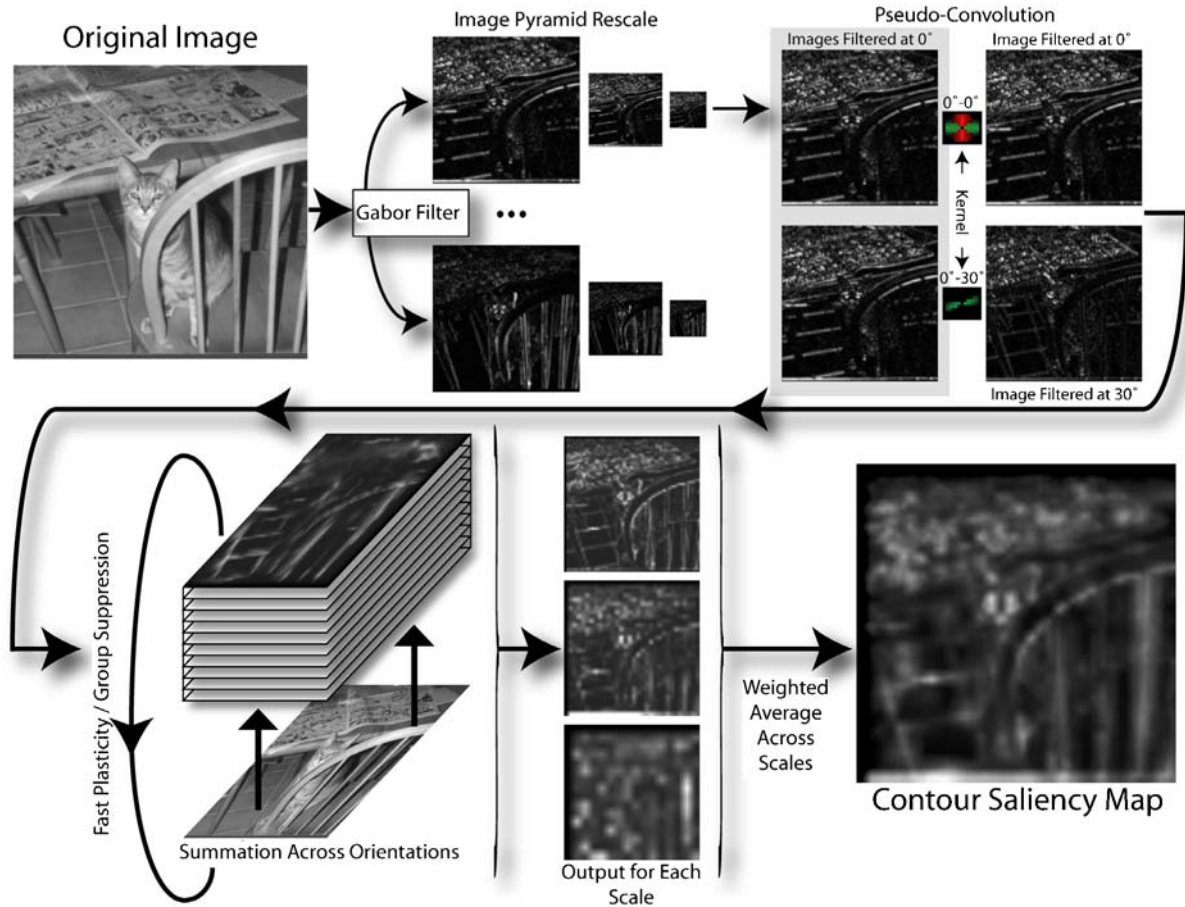 Original Image
Image Pyramid Rescale
Pseudo-Convolution
Images Filtered at 0°
Image Filtered at 0°
Gabor Filter
...
0°-0°
Kernel
0°-30°
Image Filtered at 30°
Fast Plasticity / Group Suppression
Summation Across Orientations
Output for Each
Scale
Weighted
Average
Across
Scales
Contour Saliency Map